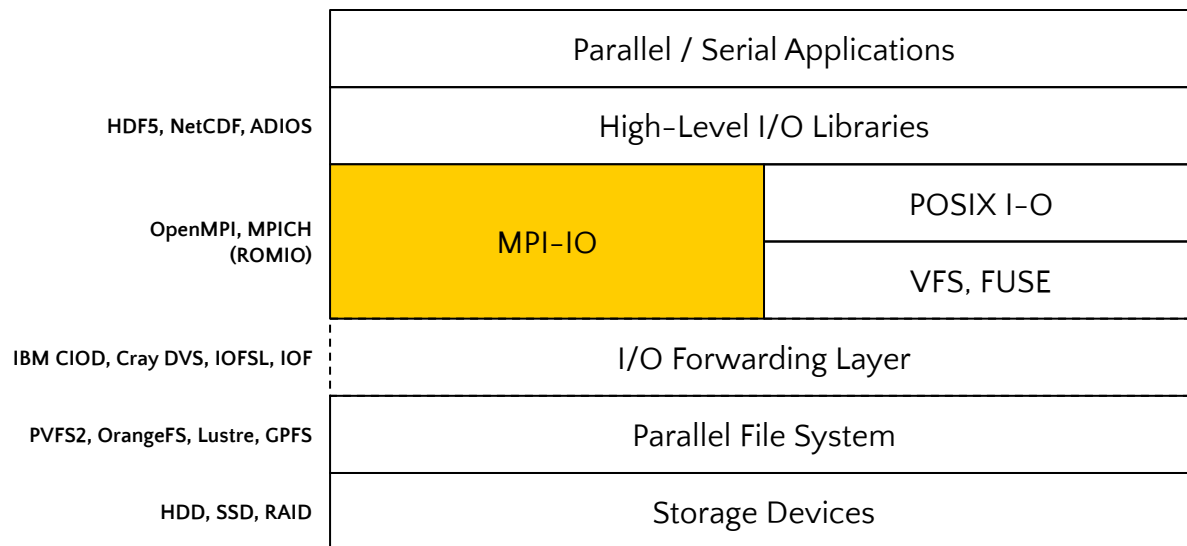 Parallel / Serial Applications
HDF5, NetCDF, ADIOS
High-Level I/O Libraries
OpenMPI, MPICH
(ROMIO)
MPI-IO
POSIX I-O
VFS, FUSE
IBM CIOD, Cray DVS, IOFSL, IOF
I/O Forwarding Layer
PVFS2, OrangeFS, Lustre, GPFS
Parallel File System
HDD, SSD, RAID
Storage Devices